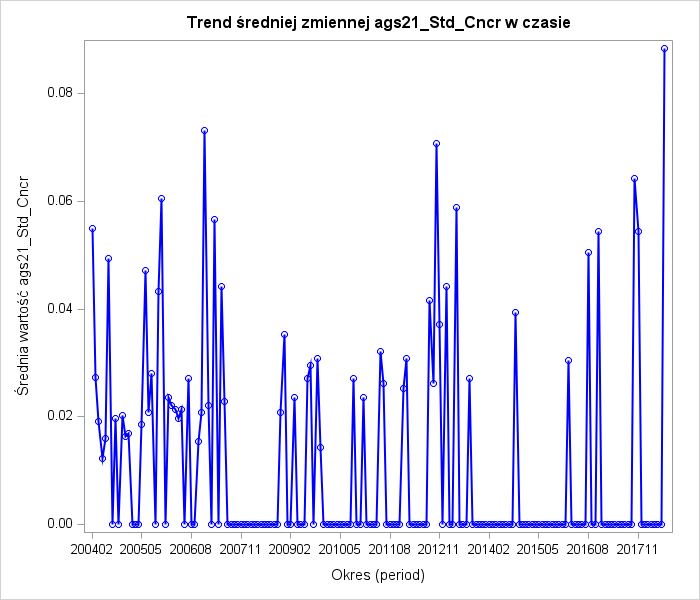 Trend średniej zmiennej ags21_Std_Cncr w czasie
Średnia wartość ags21_Std_Cncr
0.08
0.06
0.04
0.02
0.00
200402 200505 200608 200711 200902 201005 201108 201211 201402 201505 201608 201711
Okres (period)